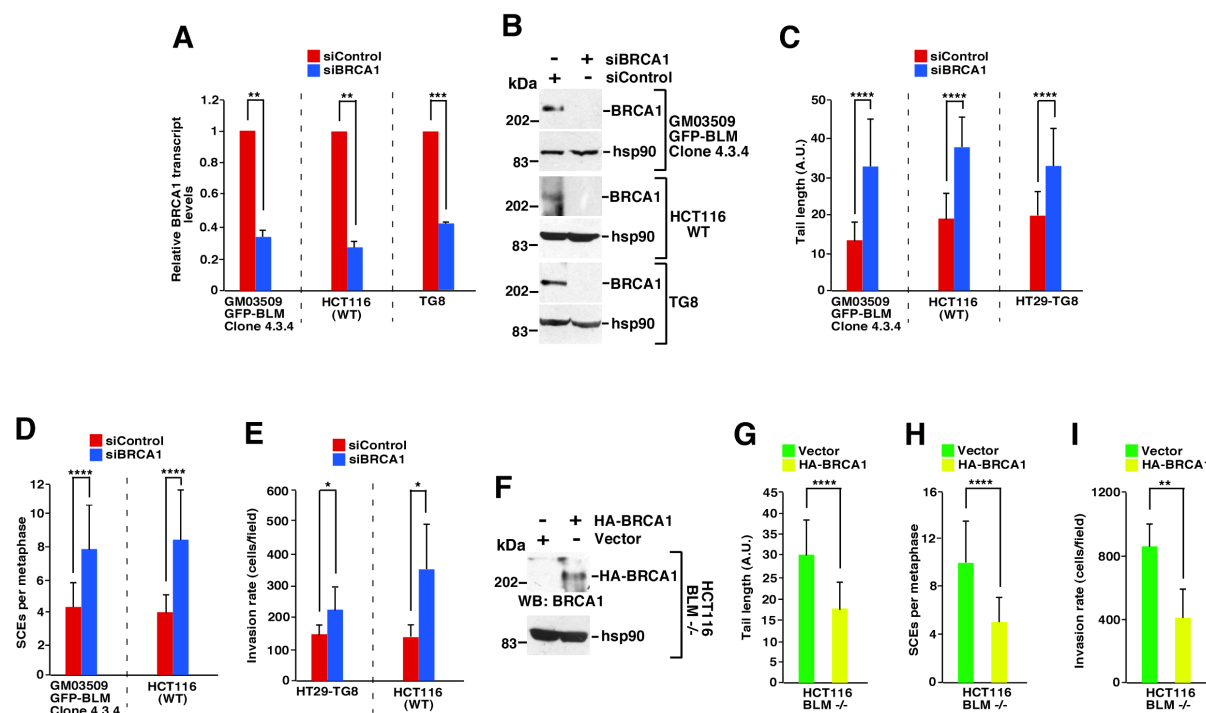 A
siControl
siBRCA1
Relative BRCA1 transcript
levels
1.2
1
0.8
0.6
0.4
0.2
0
**
**
***
GM03509
GFP-BLM
Clone 4.3.4
HCT116
(WT)
TG8
B
- + siBRCA1
+ - siControl
kDa
BRCA1
202
hsp90
83
GM03509
GFP-BLM
Clone 4.3.4
BRCA1
202
hsp90
83
HCT116
WT
BRCA1
202
hsp90
83
TG8
C
siControl
siBRCA1
Tail length (A.U.)
50
40
30
20
10
0
****
****
****
GM03509
GFP-BLM
Clone 4.3.4
HCT116
(WT)
HT29-TG8
D
siControl
siBRCA1
SCEs per metaphase
12
10
8
6
4
2
0
****
****
GM03509
GFP-BLM
Clone 4.3.4
HCT116
(WT)
E
siControl
siBRCA1
Invasion rate (cells/field)
600
500
400
300
200
100
0
*
*
HT29-TG8
HCT116
(WT)
F
- + HA-BRCA1
+ - Vector
kDa
HA-BRCA1
202
WB: BRCA1
hsp90
83
HCT116
BLM -/-
G
Vector
HA-BRCA1
Tail length (A.U.)
45
40
35
30
25
20
15
10
5
0
****
HCT116
BLM -/-
H
Vector
HA-BRCA1
SCEs per metaphase
16
12
8
4
0
****
HCT116
BLM -/-
I
Vector
HA-BRCA1
Invasion rate (cells/field)
1200
800
400
0
**
HCT116
BLM -/-